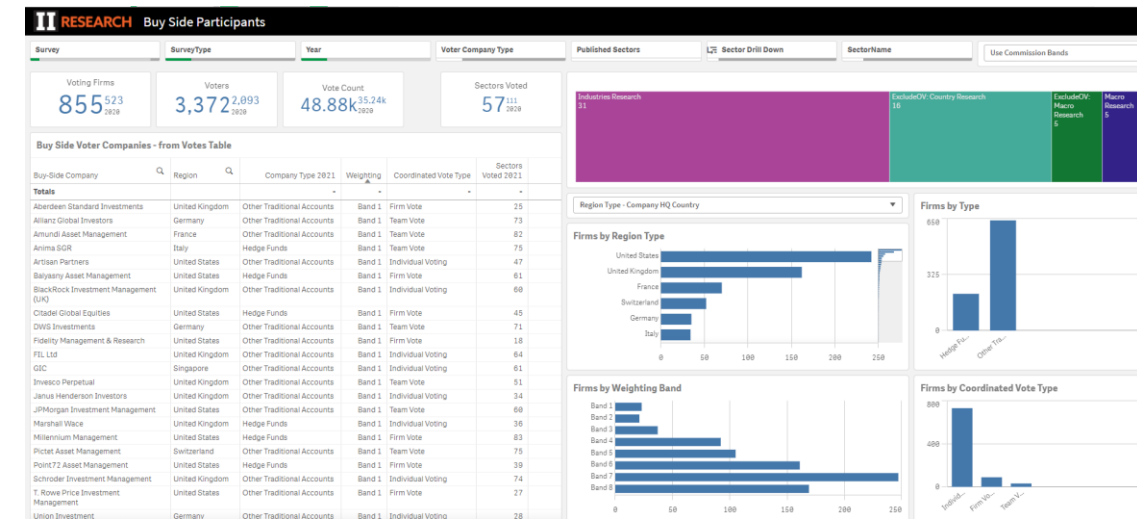 II RESEARCH Buy Side Participants
Survey SurveyType Year Voter Company Type Published Sectors Sector Drill Down SectorName Use Commission Bands
Voting Firms
855 523 2020
Voters
3,372 2,093 2020
Vote Count
48.88k 35.24k 2020
Sectors Voted
57 111 2020
Industries Research
31
ExcludeOV: Country Research
16
ExcludeOV:
Macro
Research
5
Macro
Research
5
Buy Side Voter Companies - from Votes Table
Buy-Side Company Region Company Type 2021 Weighting Coordinated Vote Type Sectors Voted 2021
Totals - - - -
Aberdeen Standard Investments United Kingdom Other Traditional Accounts Band 1 Firm Vote 25
Allianz Global Investors Germany Other Traditional Accounts Band 1 Team Vote 73
Amundi Asset Management France Other Traditional Accounts Band 1 Team Vote 82
Anima SGR Italy Hedge Funds Band 1 Team Vote 75
Artisan Partners United States Other Traditional Accounts Band 1 Individual Voting 47
Balyasny Asset Management United States Hedge Funds Band 1 Firm Vote 61
BlackRock Investment Management United Kingdom Other Traditional Accounts Band 1 Individual Voting 60
(UK)
Citadel Global Equities United States Hedge Funds Band 1 Firm Vote 45
DWS Investments Germany Other Traditional Accounts Band 1 Team Vote 71
Fidelity Management & Research United States Other Traditional Accounts Band 1 Firm Vote 18
FIL Ltd United Kingdom Other Traditional Accounts Band 1 Individual Voting 64
GIC Singapore Other Traditional Accounts Band 1 Individual Voting 61
Invesco Perpetual United Kingdom Other Traditional Accounts Band 1 Team Vote 51
Janus Henderson Investors United Kingdom Other Traditional Accounts Band 1 Individual Voting 34
JPMorgan Investment Management United States Other Traditional Accounts Band 1 Team Vote 60
Marshall Wace United Kingdom Hedge Funds Band 1 Individual Voting 36
Millennium Management United States Hedge Funds Band 1 Firm Vote 83
Pictet Asset Management Switzerland Other Traditional Accounts Band 1 Team Vote 75
Point72 Asset Management United States Hedge Funds Band 1 Firm Vote 39
Schroder Investment Management United Kingdom Other Traditional Accounts Band 1 Individual Voting 74
T. Rowe Price Investment United States Other Traditional Accounts Band 1 Firm Vote 27
Management
Union Investment Germany Other Traditional Accounts Band 1 Individual Voting 28
Region Type - Company HQ Country
Firms by Region Type
United States
United Kingdom
France
Switzerland
Germany
Italy
0 50 100 150 200 250
Firms by Type
650
325
0
Hedge Fu... Other Tra...
Firms by Weighting Band
Band 1
Band 2
Band 3
Band 4
Band 5
Band 6
Band 7
Band 8
0 50 100 150 200 250
Firms by Coordinated Vote Type
800
400
0
Individ... Firm Vo... Team V...